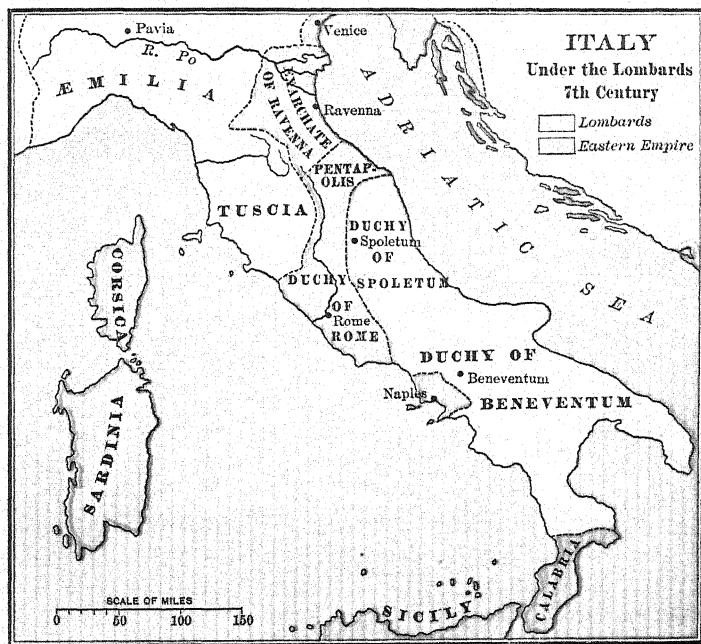 ITALY
Under the Lombards
7th Century
Lombards
Eastern Empire
Pavia
R. Po
Venice
ÆMILIA
EXARCHATE
OF RAVENNA
Ravenna
ADRIATIC SEA
PENTAP-
OLIS
TUSCIA
DUCHY
Spoletum
OF
SPOLETUM
DUCHY
OF
Rome
ROME
CORSICA
DUCHY OF
Beneventum
BENEVENTUM
Naples
SARDINIA
CALABRIA
SICILY
SCALE OF MILES
0 50 100 150